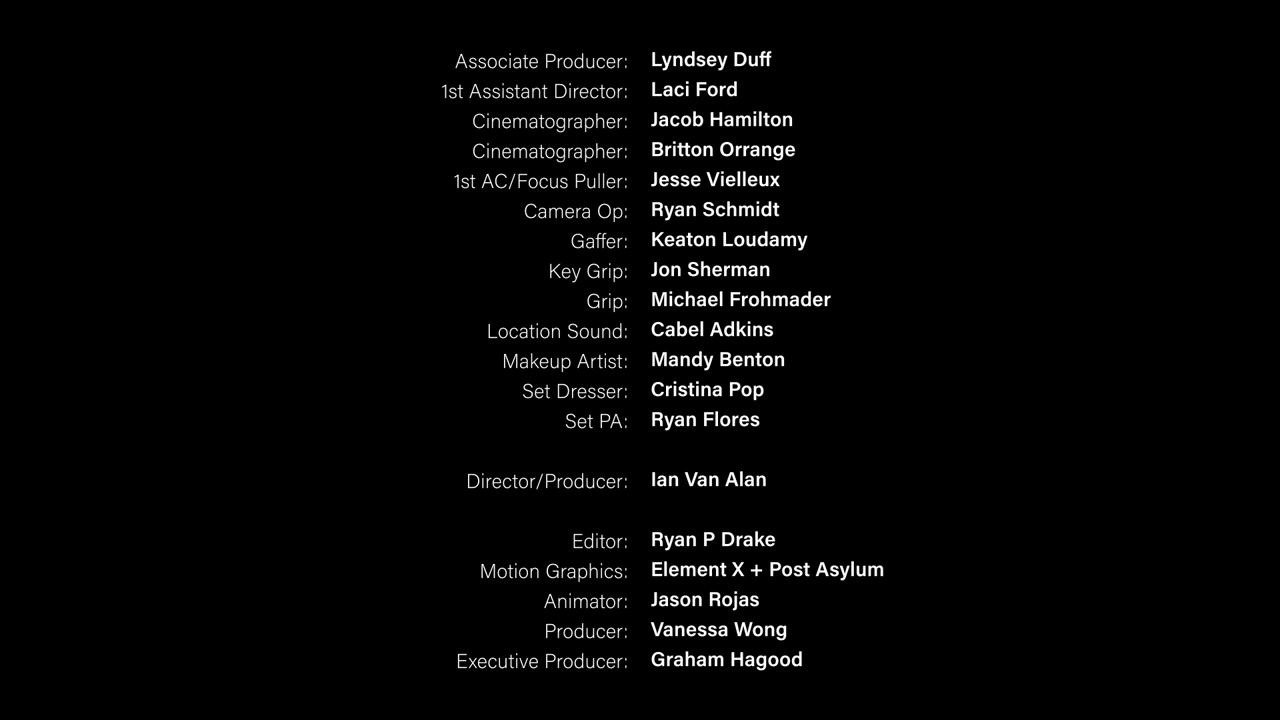 Associate Producer: Lyndsey Duff
1st Assistant Director: Laci Ford
Cinematographer: Jacob Hamilton
Cinematographer: Britton Orrange
1st AC/Focus Puller: Jesse Vielleux
Camera Op: Ryan Schmidt
Gaffer: Keaton Loudamy
Key Grip: Jon Sherman
Grip: Michael Frohmader
Location Sound: Cabel Adkins
Makeup Artist: Mandy Benton
Set Dresser: Cristina Pop
Set PA: Ryan Flores
Director/Producer: Ian Van Alan
Editor: Ryan P Drake
Motion Graphics: Element X + Post Asylum
Animator: Jason Rojas
Producer: Vanessa Wong
Executive Producer: Graham Hagood